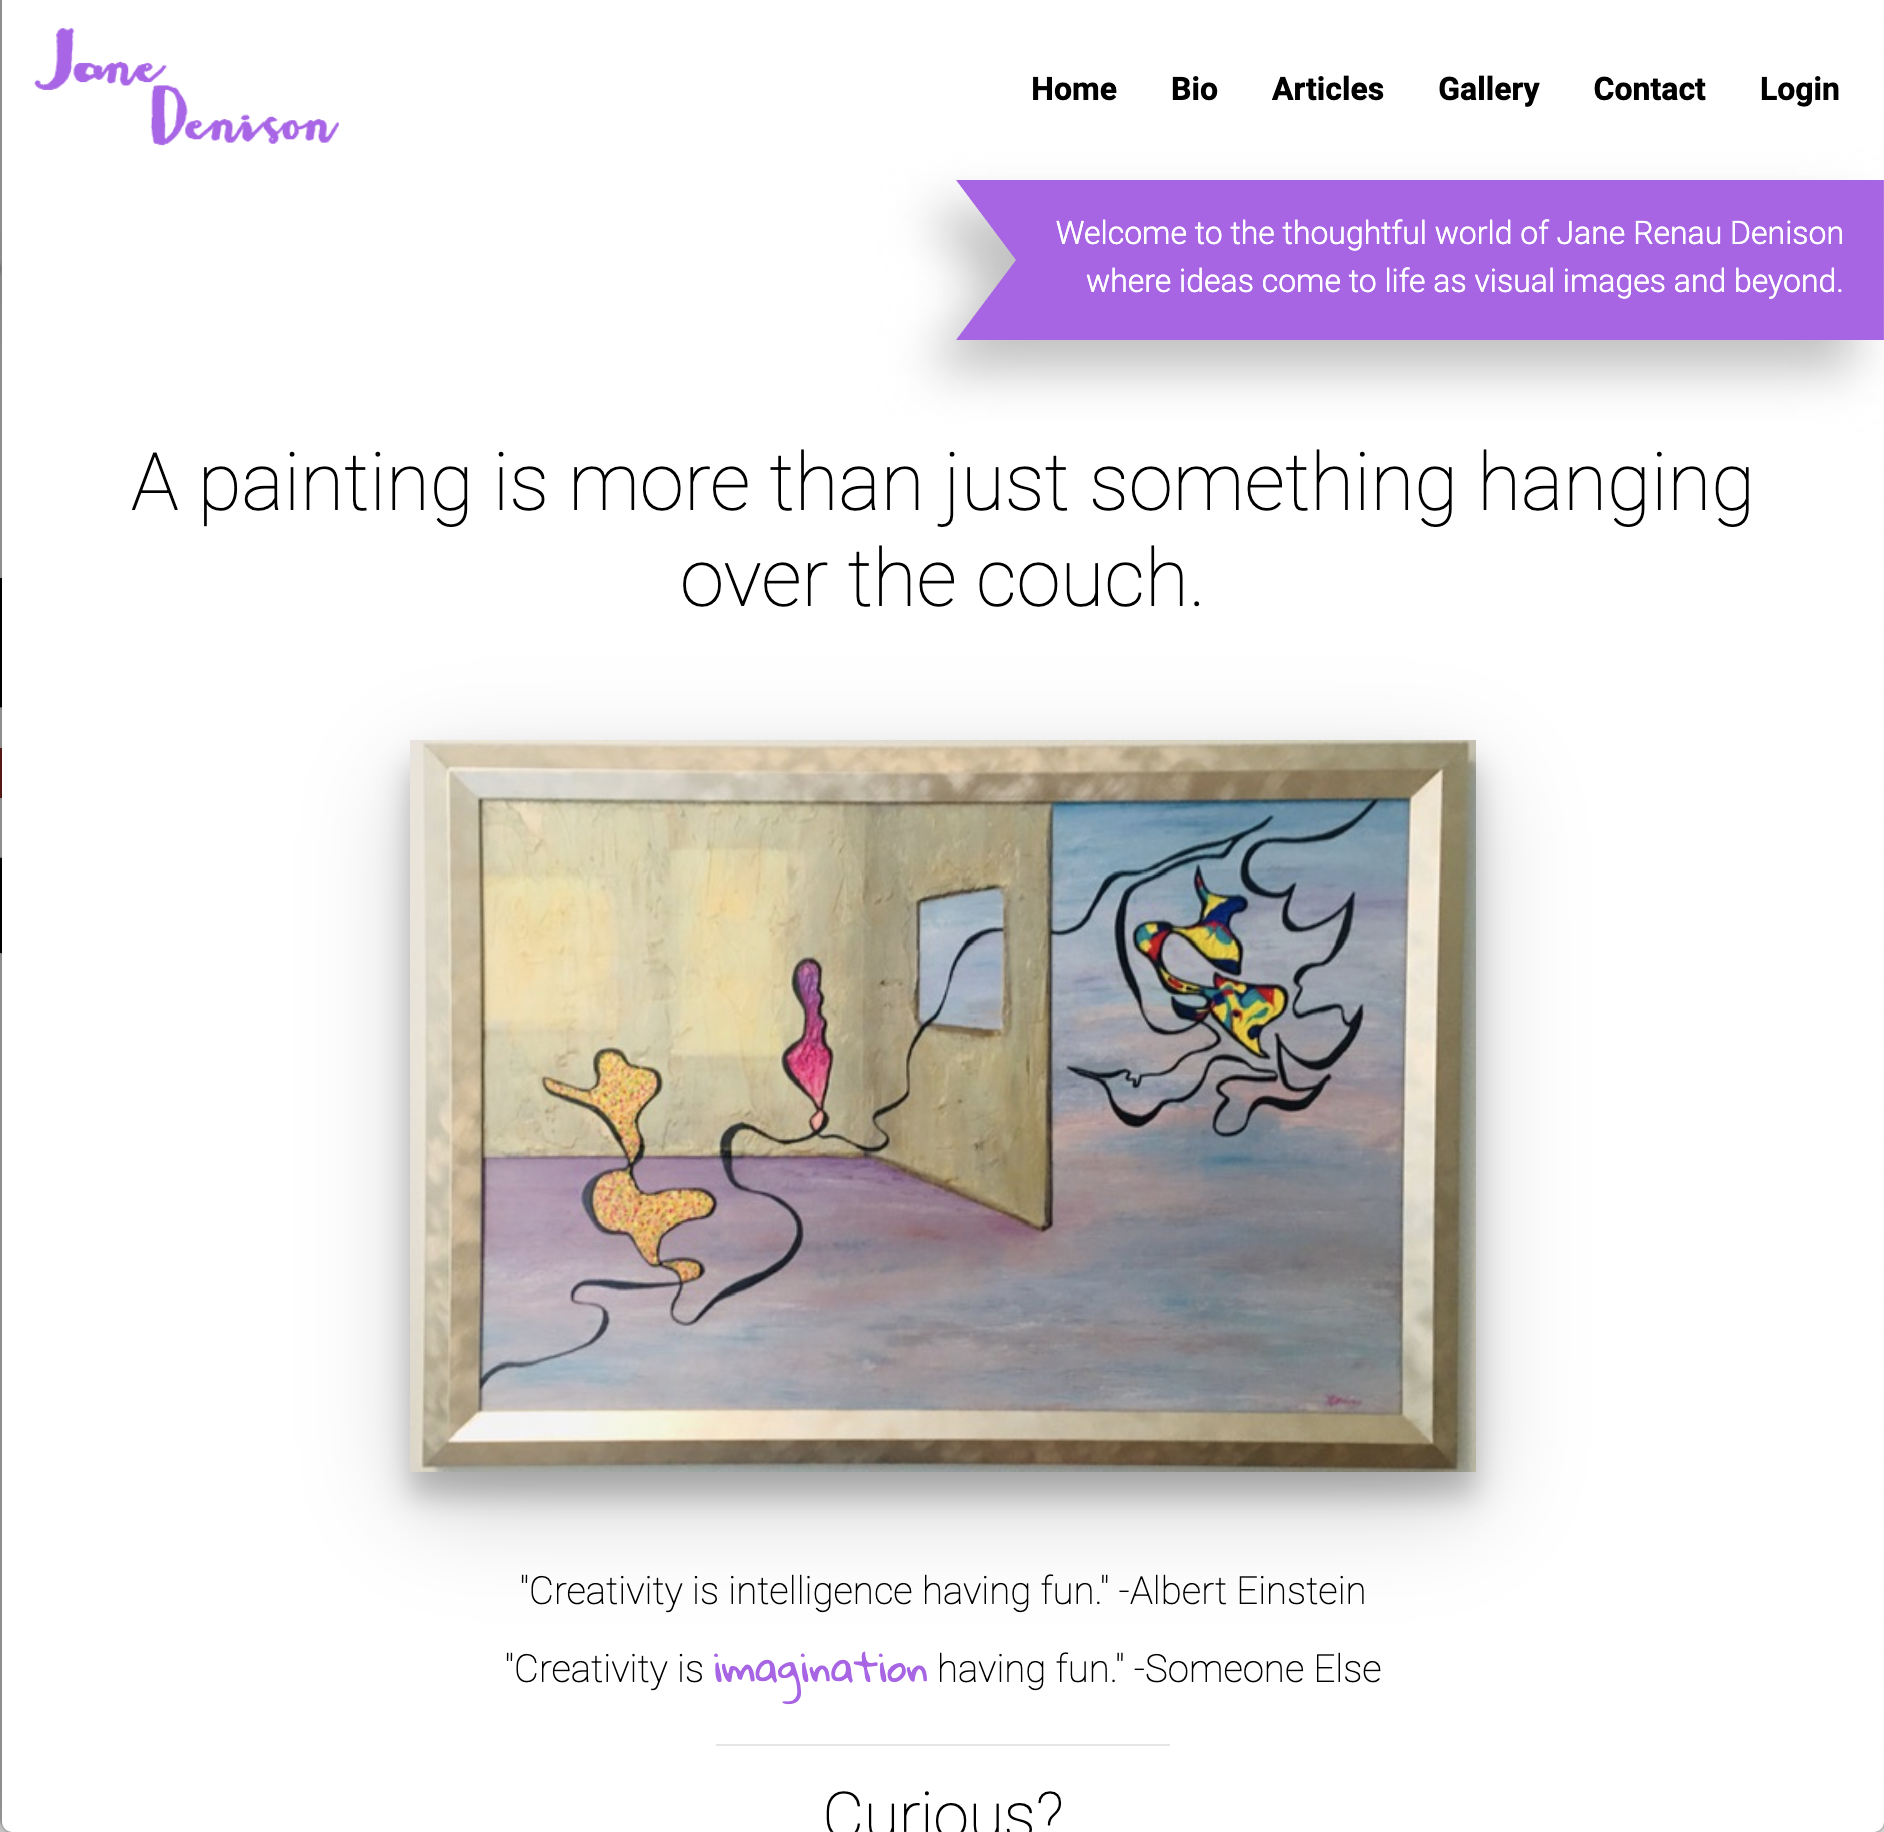 Jane
Denison
Home Bio Articles Gallery Contact Login
Welcome to the thoughtful world of Jane Renau Denison
where ideas come to life as visual images and beyond.
A painting is more than just something hanging
over the couch.
"Creativity is intelligence having fun." -Albert Einstein
"Creativity is imagination having fun." -Someone Else
Curious?